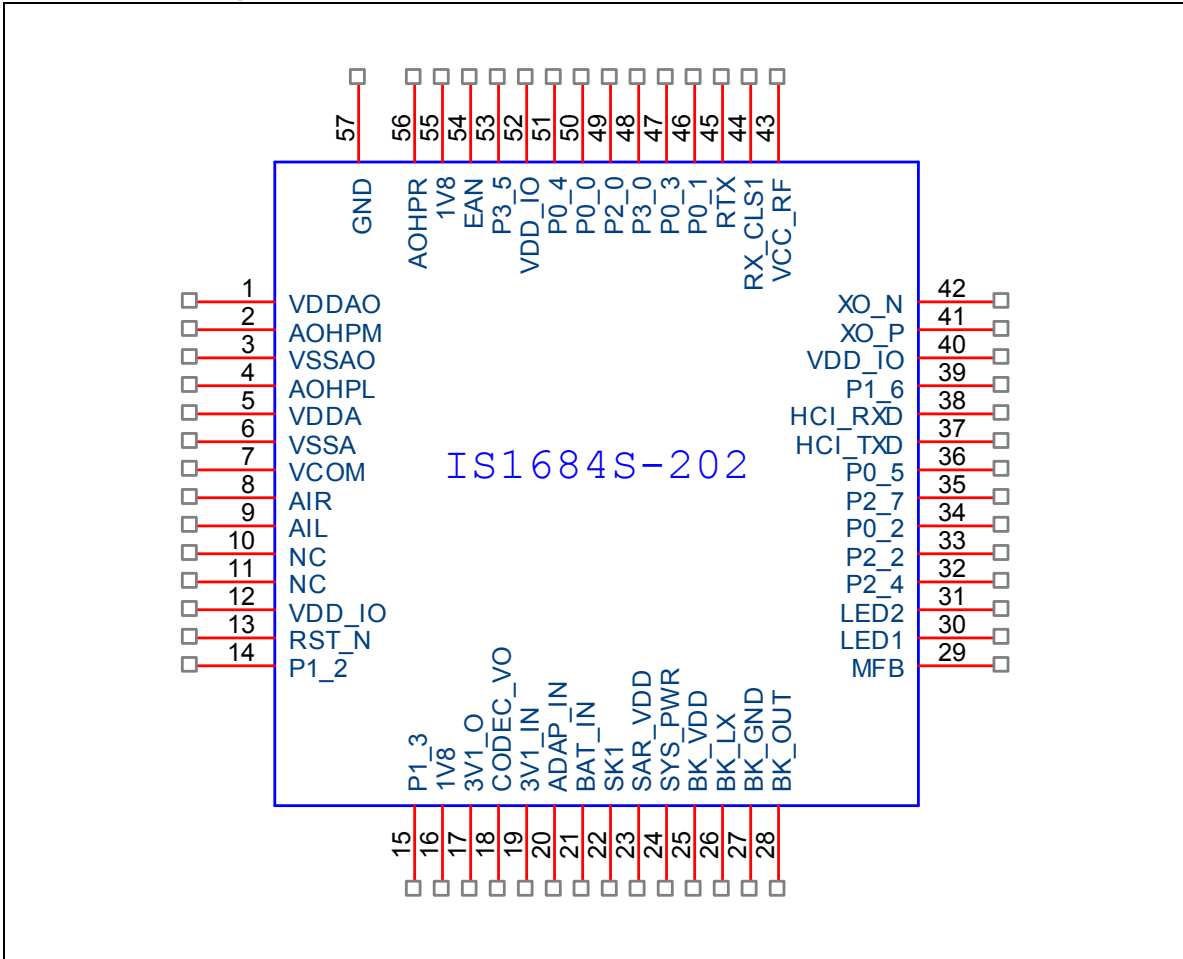 57 56 55 54 53 52 51 50 49 48 47 46 45 44 43
GND AOHPR 1V8 EAN P3_5 VDD_IO P0_4 P0_0 P2_0 P3_0 P0_3 P0_1 RTX RX_CLS1 VCC_RF
1 VDDAO XO_N 42
2 AOHPM XO_P 41
3 VSSAO VDD_IO 40
4 AOHPL P1_6 39
5 VDDA HCI_RXD 38
6 VSSA HCI_TXD 37
IS1684S-202
7 VCOM P0_5 36
8 AIR P2_7 35
9 AIL P0_2 34
10 NC P2_2 33
11 NC P2_4 32
12 VDD_IO LED2 31
13 RST_N LED1 30
14 P1_2 MFB 29
P1_3 1V8 3V1_O CODEC_VO 3V1_IN ADAP_IN BAT_IN SK1 SAR_VDD SYS_PWR BK_VDD BK_LX BK_GND BK_OUT
15 16 17 18 19 20 21 22 23 24 25 26 27 28